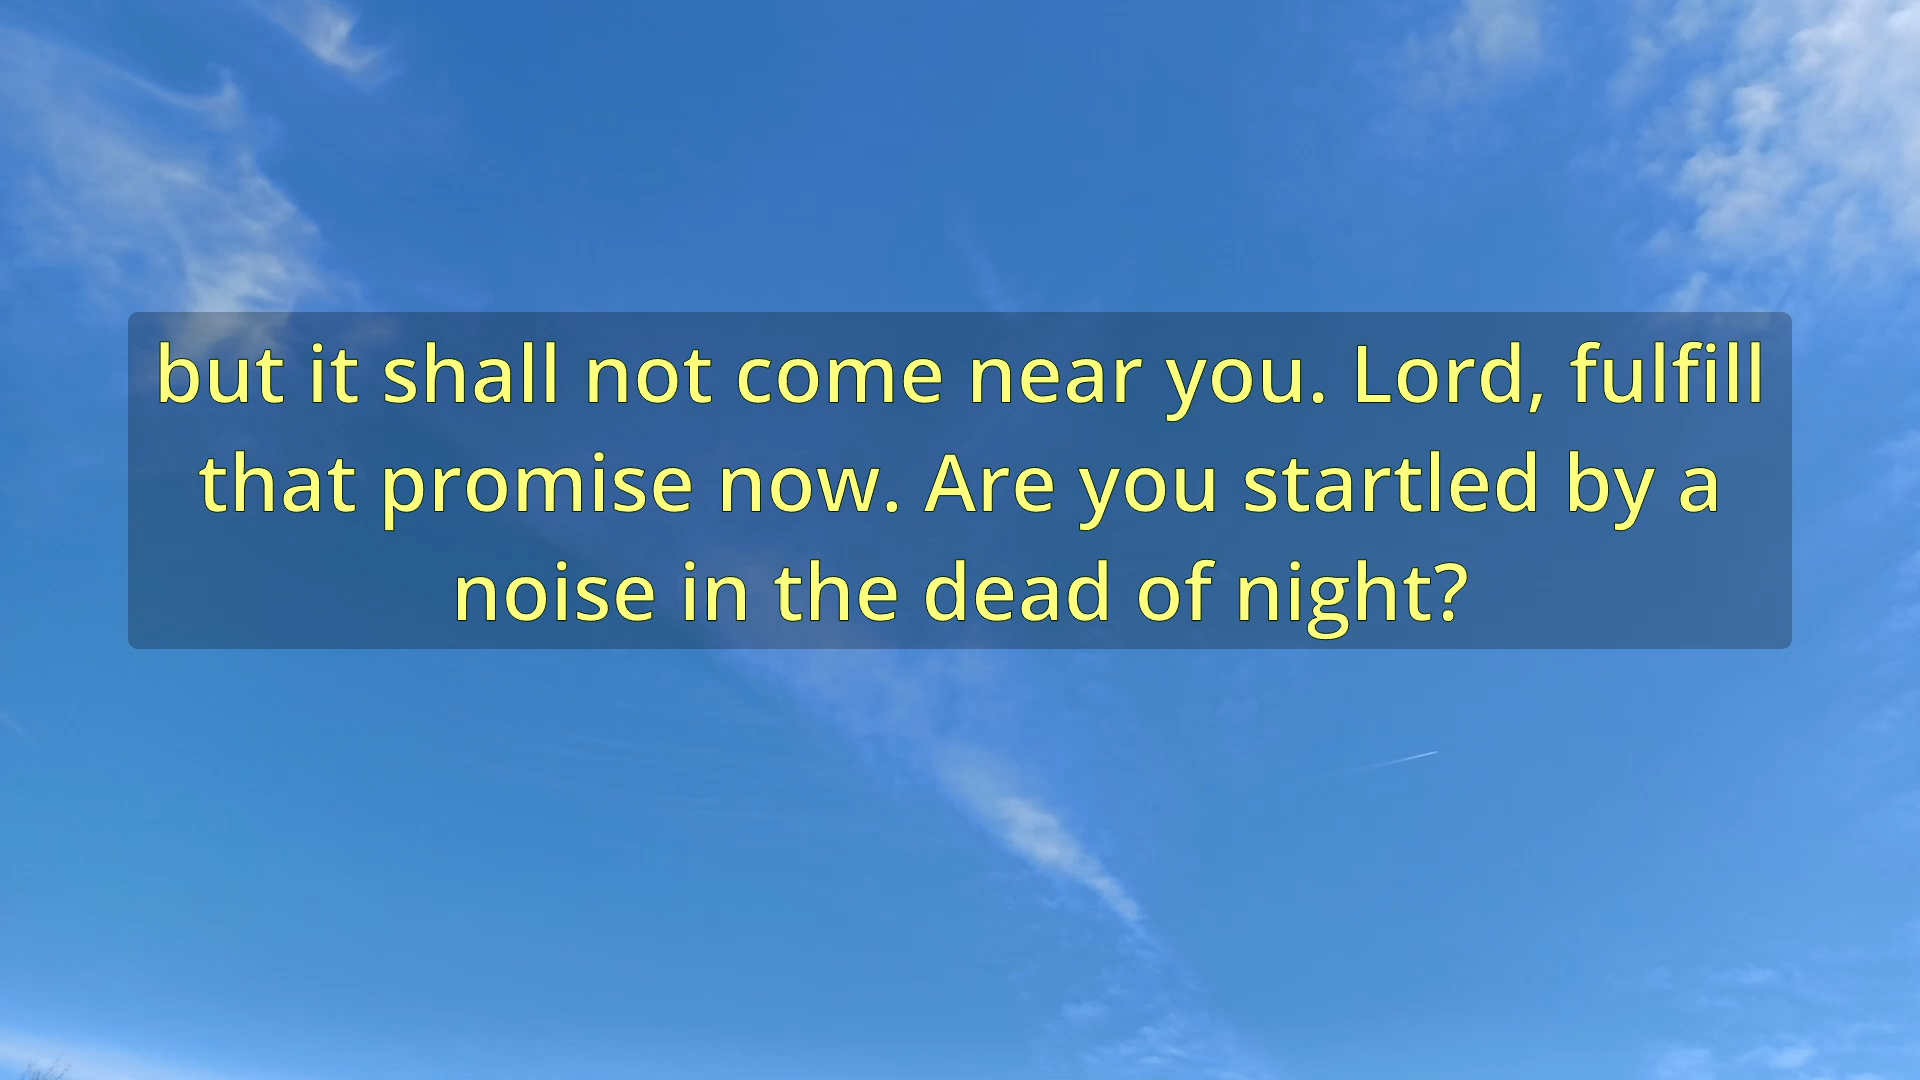 but it shall not come near you. Lord, fulfill
that promise now. Are you startled by a
noise in the dead of night?